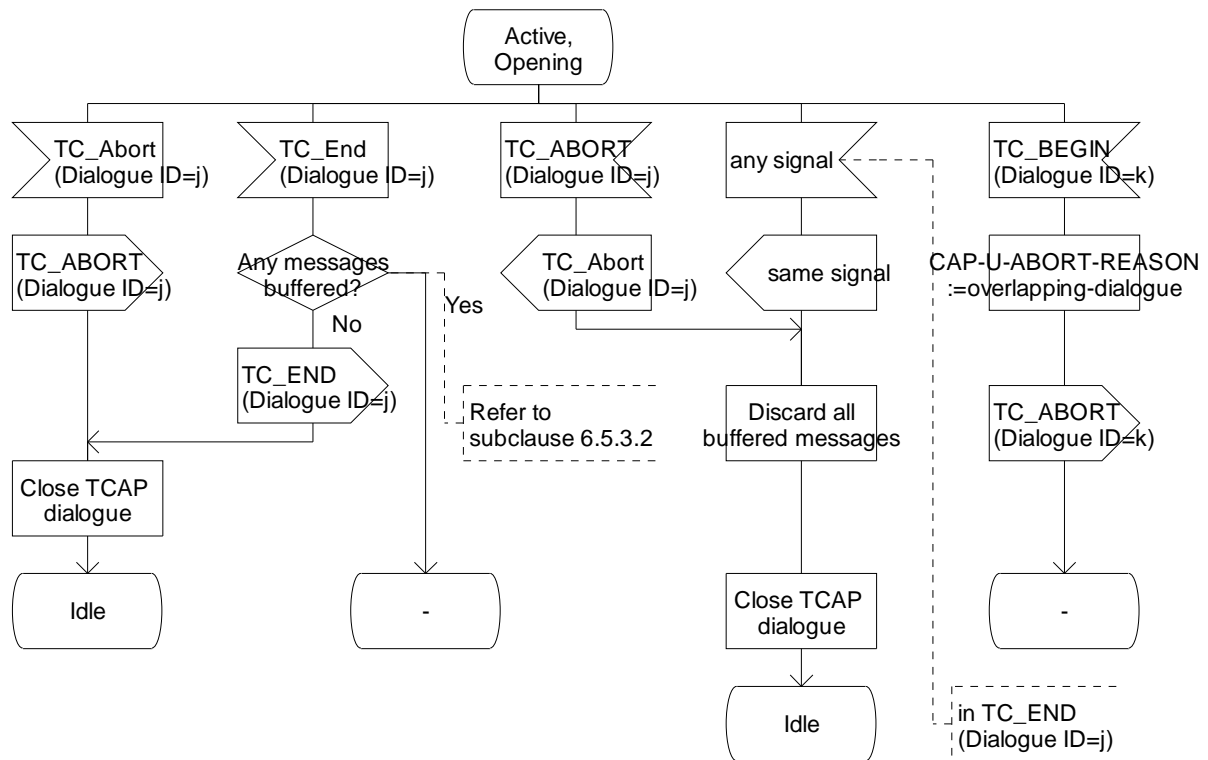 Active,
Opening
TC_Abort
(Dialogue ID=j)
TC_End
(Dialogue ID=j)
TC_ABORT
(Dialogue ID=j)
any signal
TC_BEGIN
(Dialogue ID=k)
TC_ABORT
(Dialogue ID=j)
Any messages
buffered?
Yes
No
TC_Abort
(Dialogue ID=j)
same signal
CAP-U-ABORT-REASON
:=overlapping-dialogue
TC_END
(Dialogue ID=j)
Refer to
subclause 6.5.3.2
Discard all
buffered messages
TC_ABORT
(Dialogue ID=k)
Close TCAP
dialogue
Idle
-
Close TCAP
dialogue
-
Idle
in TC_END
(Dialogue ID=j)